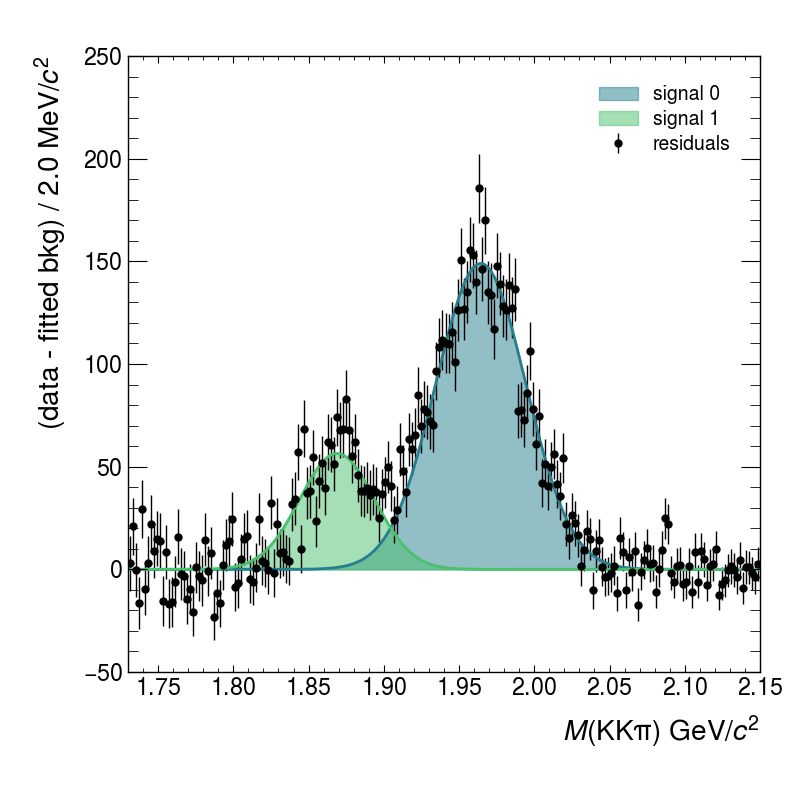 (data - fitted bkg) / 2.0 MeV/c²
250
200
150
100
50
0
−50
signal 0
signal 1
residuals
1.75 1.80 1.85 1.90 1.95 2.00 2.05 2.10 2.15
M(KKπ) GeV/c²